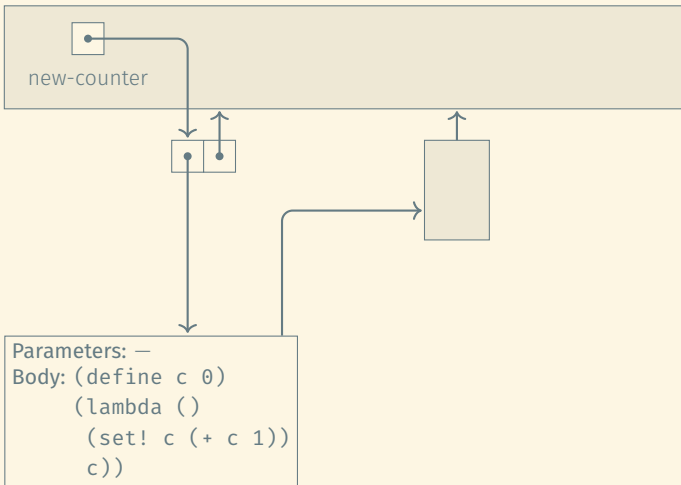 new-counter
Parameters: —
Body: (define c 0)
(lambda ()
(set! c (+ c 1))
c))